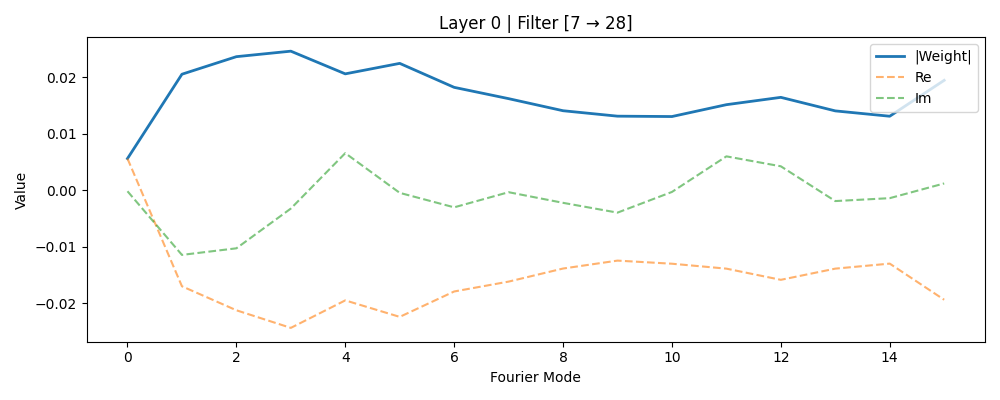 Layer 0 | Filter [7 → 28]
|Weight|
Re
Im
0.02
0.01
0.00
−0.01
−0.02
Value
0 2 4 6 8 10 12 14
Fourier Mode